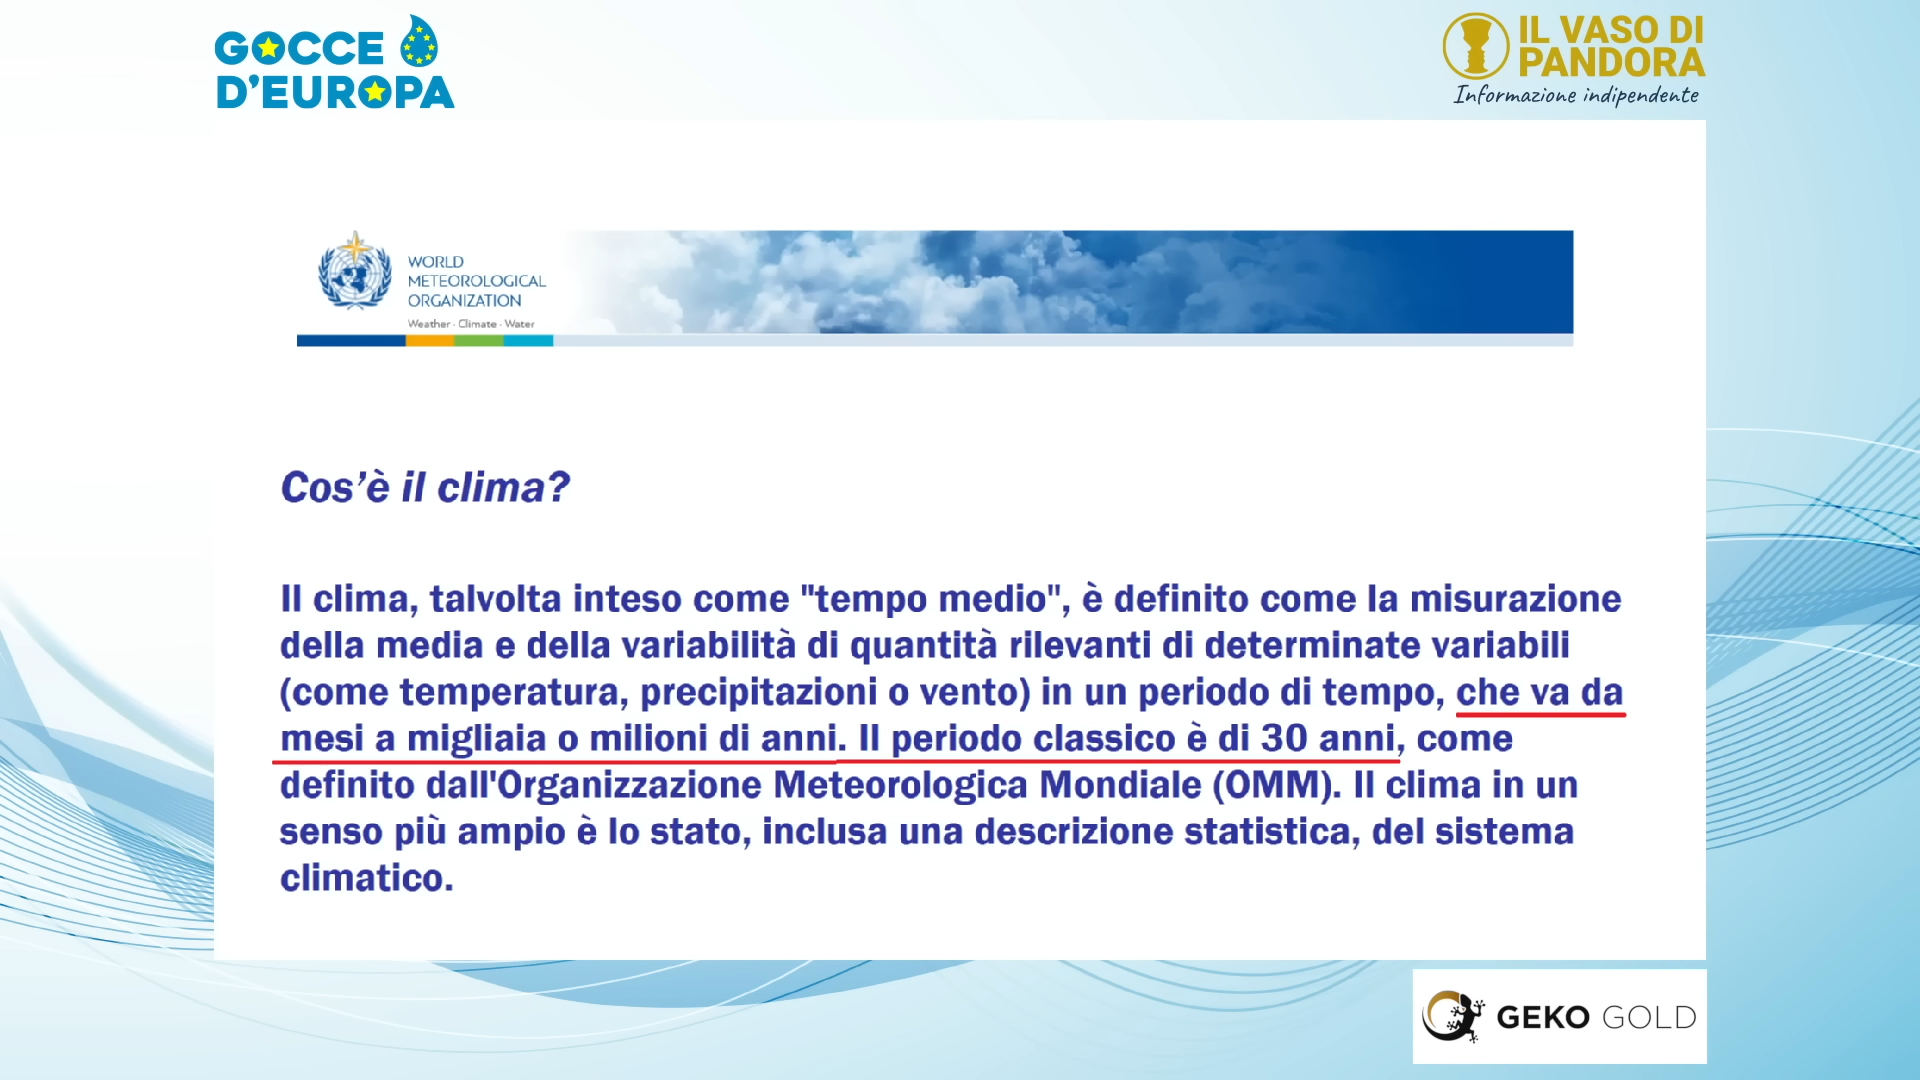 GOCCE
D'EUROPA
IL VASO DI
PANDORA
Informazione indipendente
WORLD
METEOROLOGICAL
ORGANIZATION
Weather · Climate · Water
Cos'è il clima?
Il clima, talvolta inteso come "tempo medio", è definito come la misurazione
della media e della variabilità di quantità rilevanti di determinate variabili
(come temperatura, precipitazioni o vento) in un periodo di tempo, che va da
mesi a migliaia o milioni di anni. Il periodo classico è di 30 anni, come
definito dall'Organizzazione Meteorologica Mondiale (OMM). Il clima in un
senso più ampio è lo stato, inclusa una descrizione statistica, del sistema
climatico.
GEKO GOLD